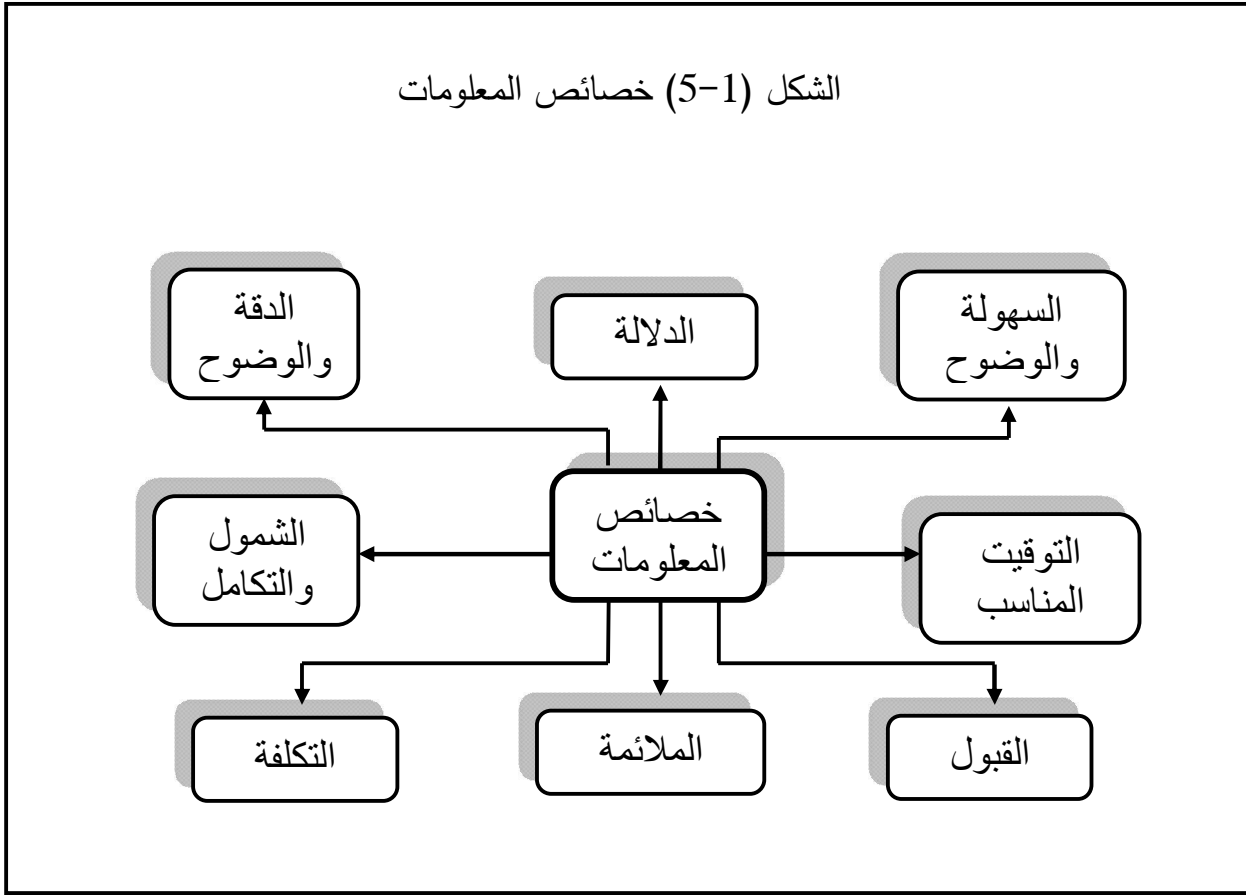 الشكل (1-5) خصائص المعلومات
السهولة
والوضوح
الدلالة
الدقة
والوضوح
خصائص
المعلومات
التوقيت
المناسب
الشمول
والتكامل
القبول
الملائمة
التكلفة